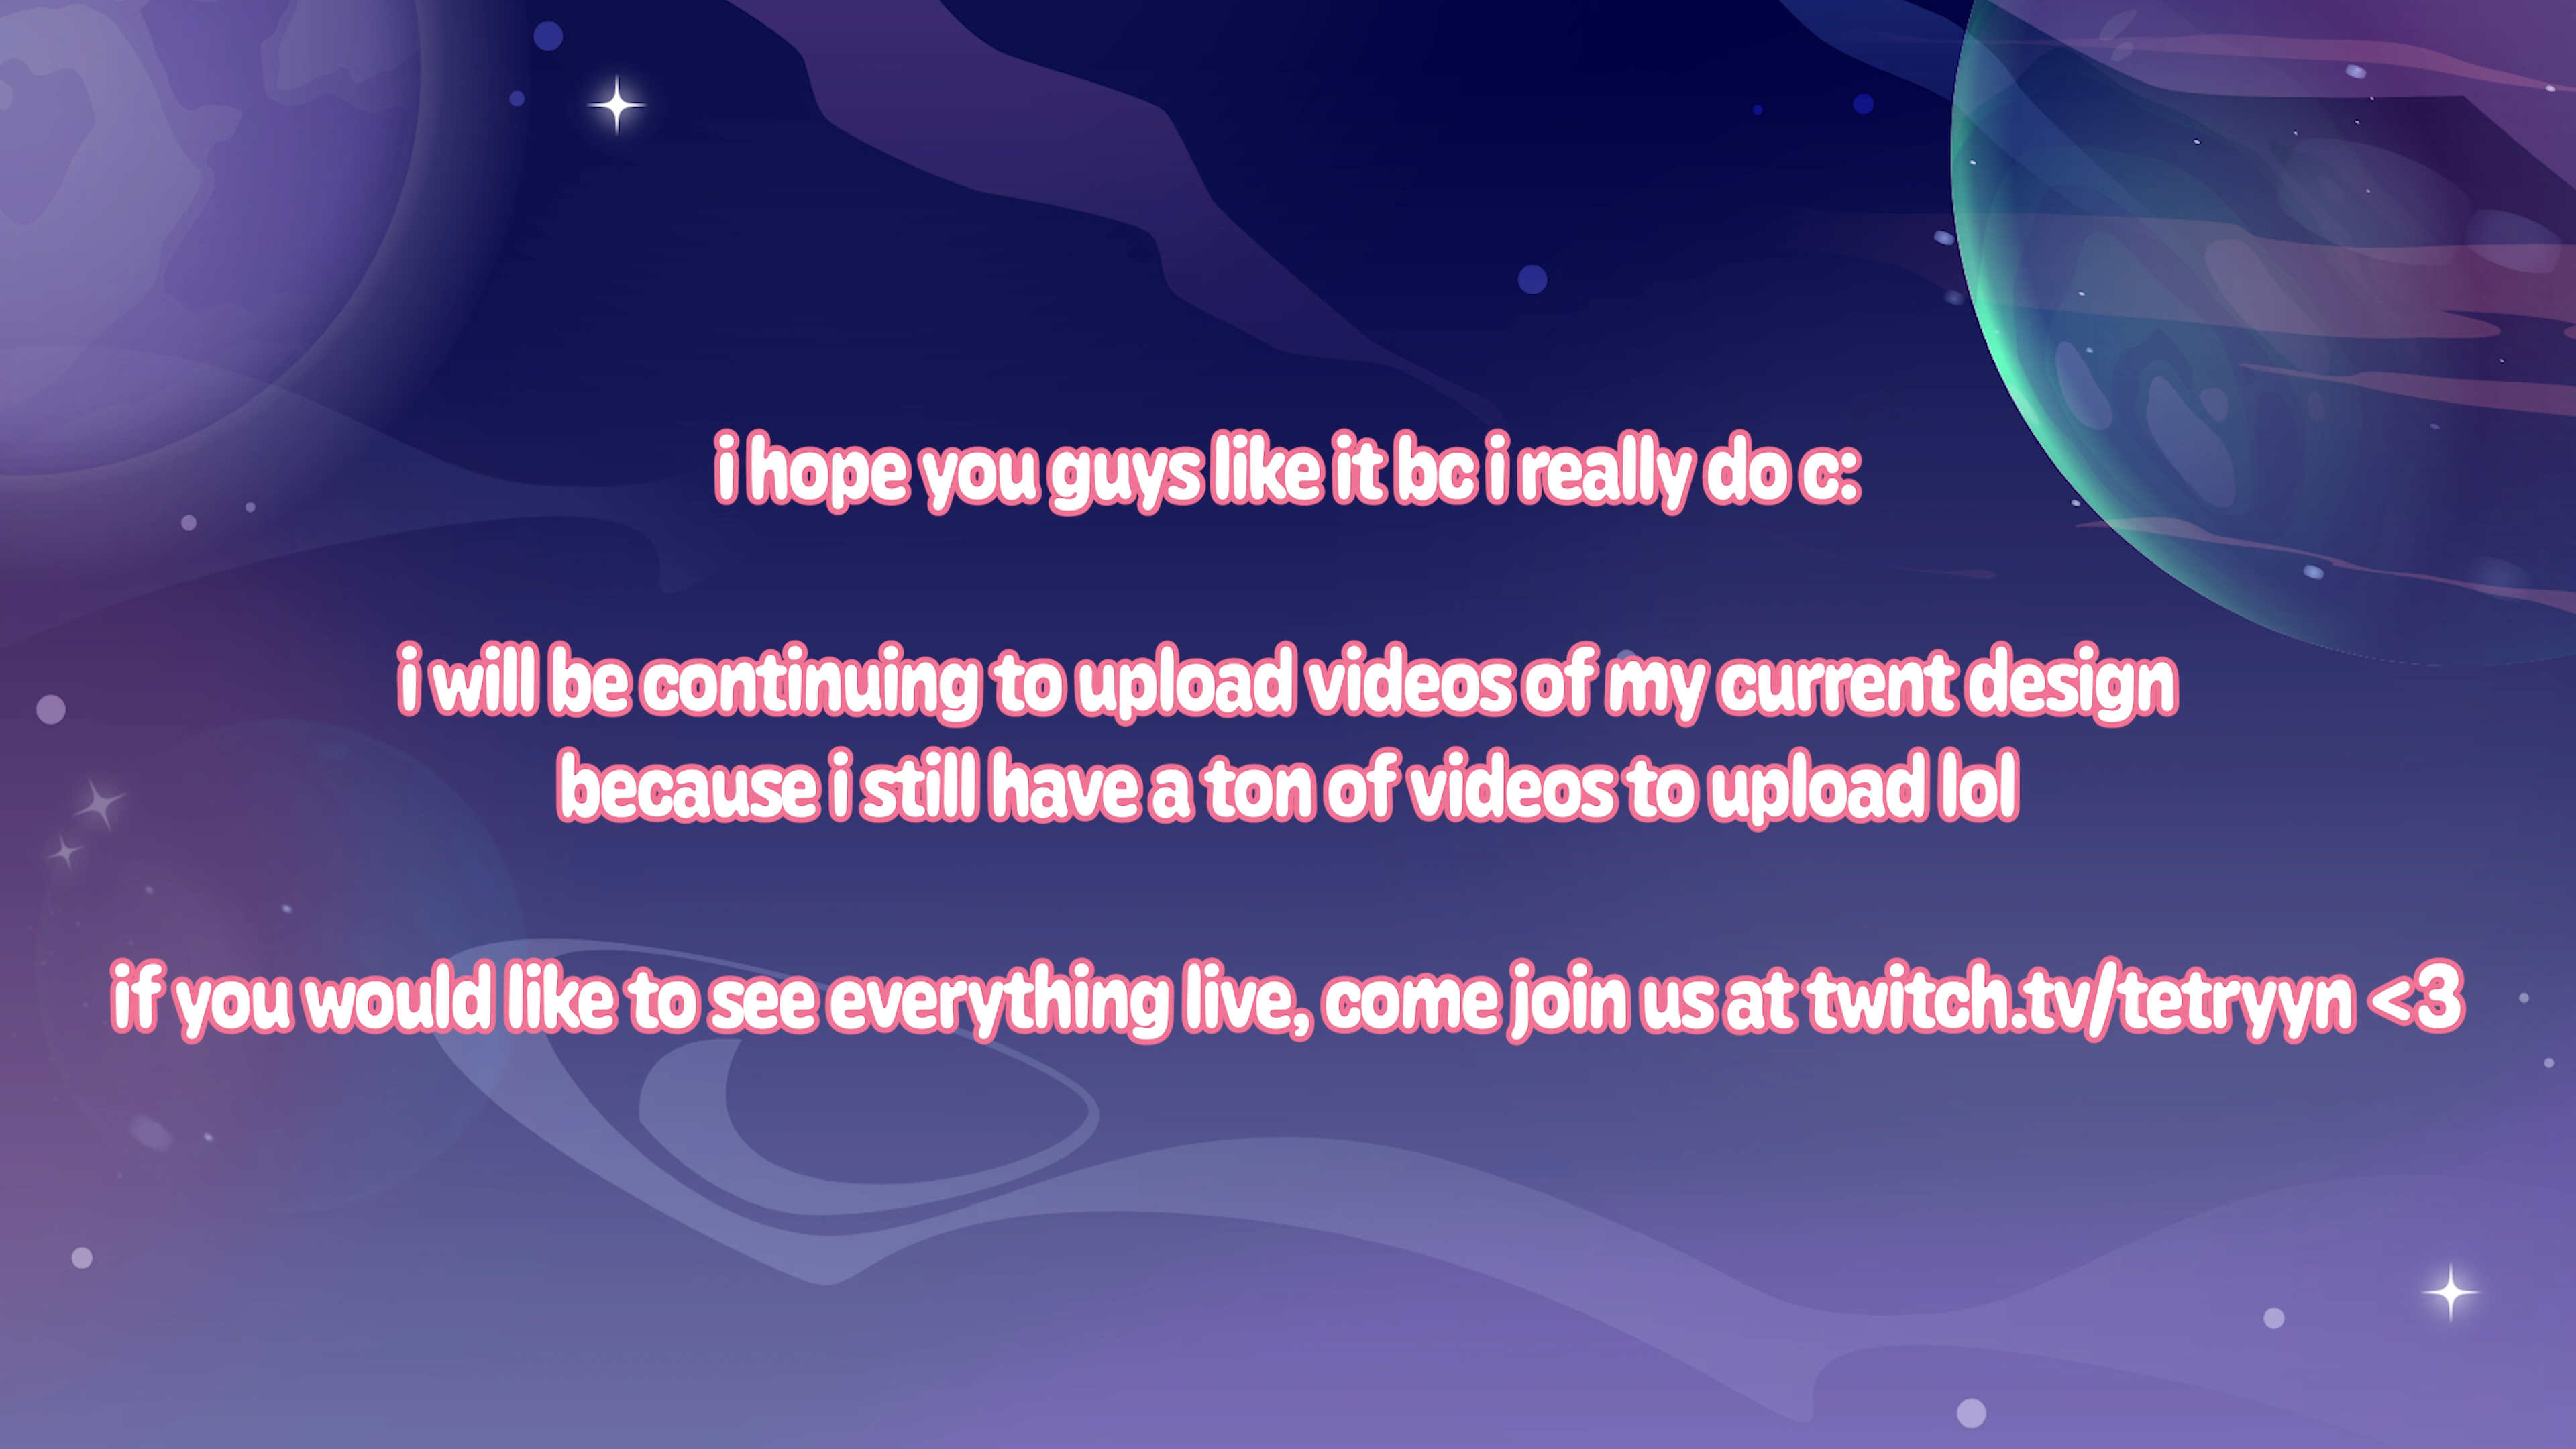 i hope you guys like it bc i really do c:
i will be continuing to upload videos of my current design
because i still have a ton of videos to upload lol
if you would like to see everything live, come join us at twitch.tv/tetryyn <3